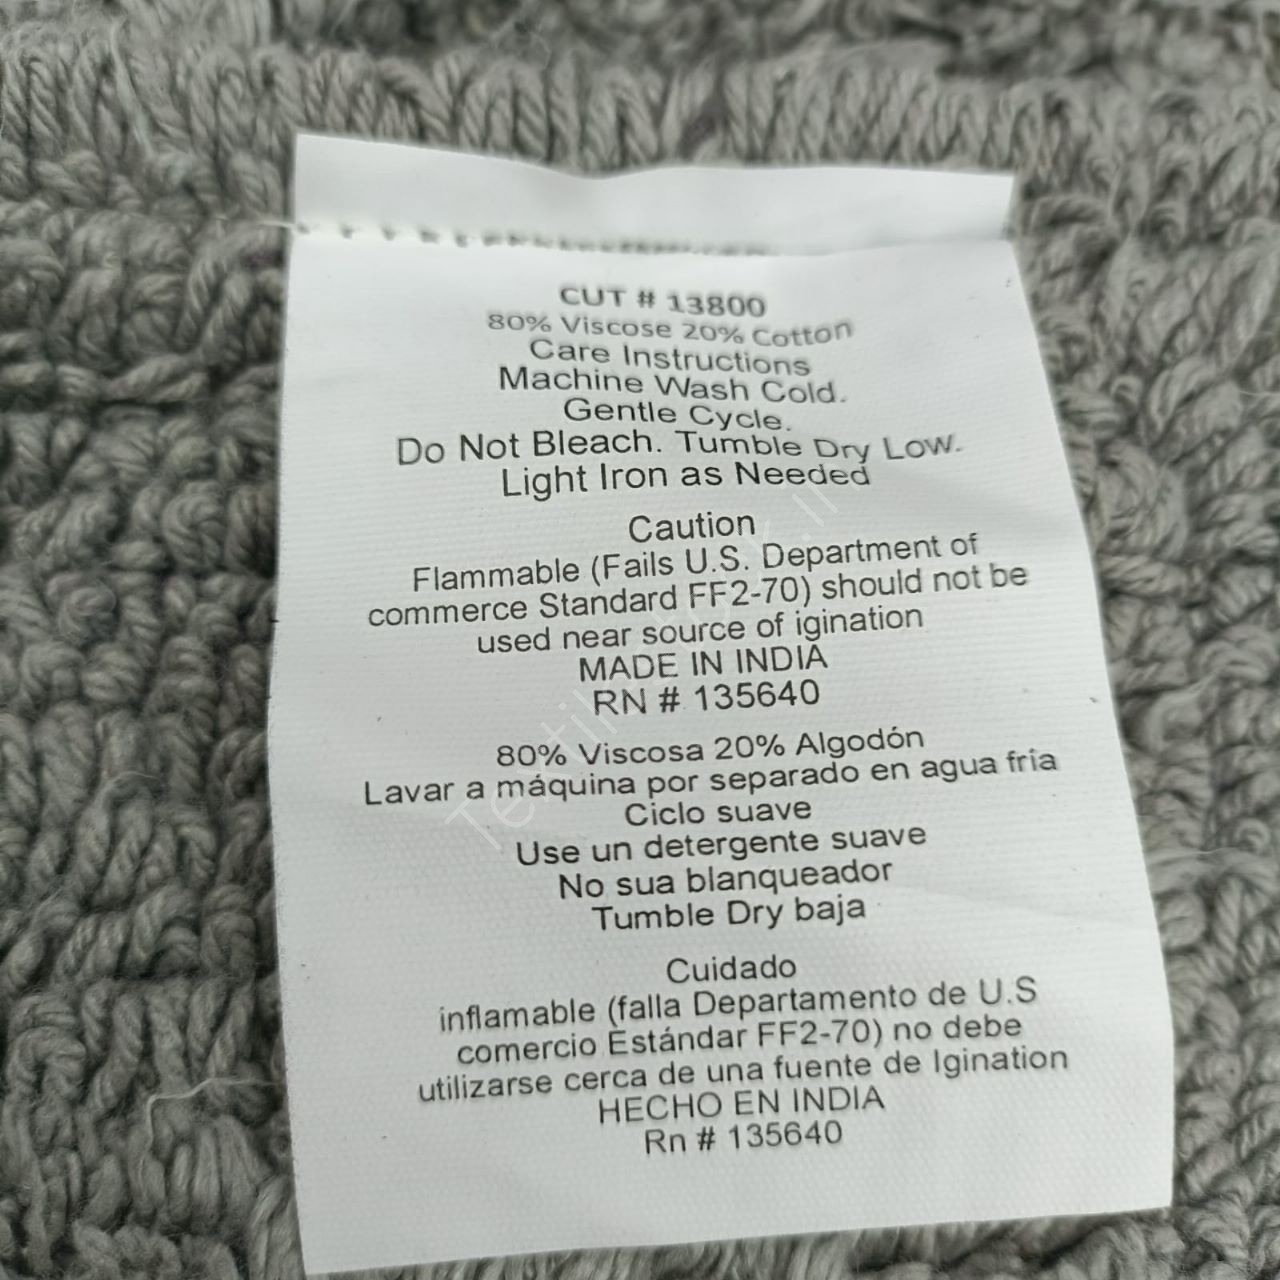 CUT # 13800
80% Viscose 20% Cotton
Care Instructions
Machine Wash Cold.
Gentle Cycle.
Do Not Bleach. Tumble Dry Low.
Light Iron as Needed
Caution
Flammable (Fails U.S. Department of
commerce Standard FF2-70) should not be
used near source of igination
MADE IN INDIA
RN # 135640
80% Viscosa 20% Algodón
Lavar a máquina por separado en agua fría
Ciclo suave
Use un detergente suave
No sua blanqueador
Tumble Dry baja
Cuidado
inflamable (falla Departamento de U.S
comercio Estándar FF2-70) no debe
utilizarse cerca de una fuente de Igination
HECHO EN INDIA
Rn # 135640